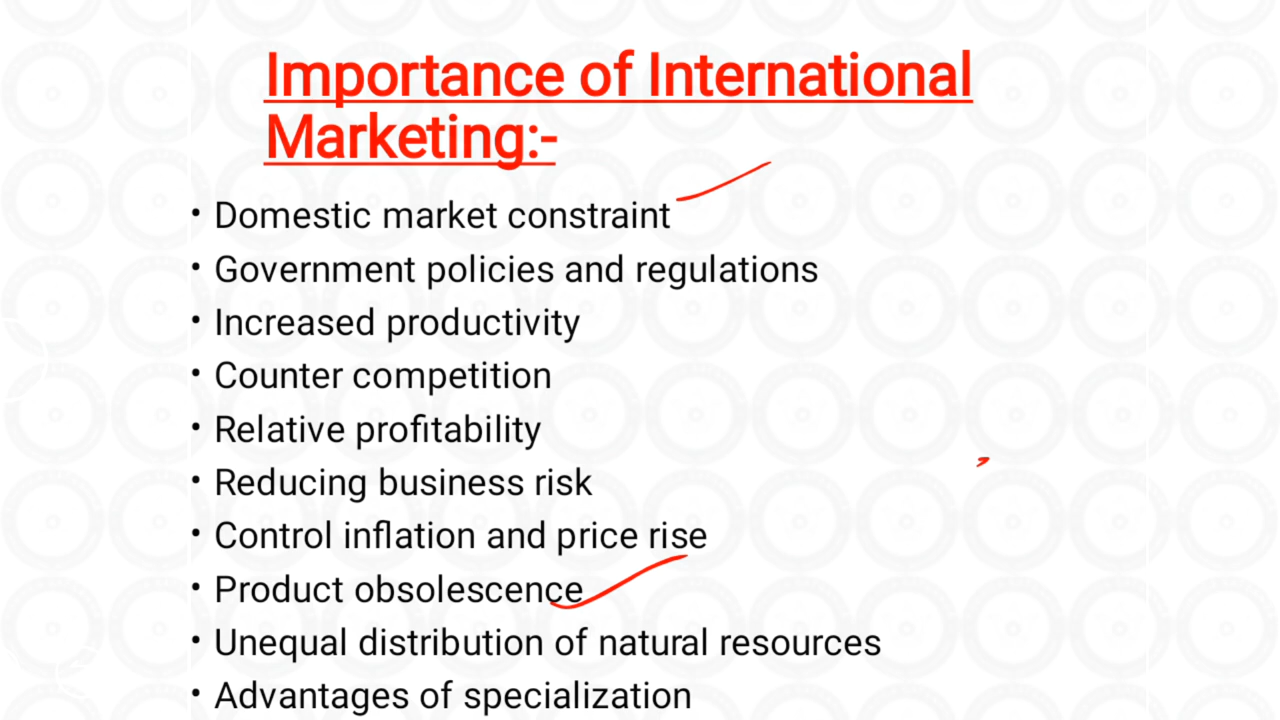 Importance of International
Marketing:-
• Domestic market constraint
• Government policies and regulations
• Increased productivity
• Counter competition
• Relative profitability
• Reducing business risk
• Control inflation and price rise
• Product obsolescence
• Unequal distribution of natural resources
• Advantages of specialization